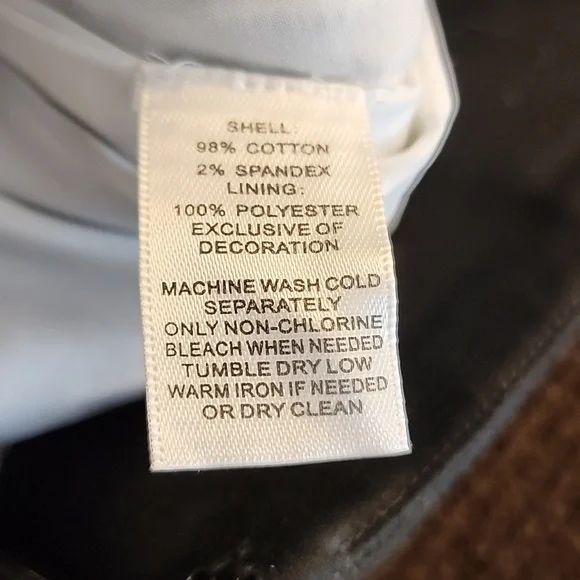 SHELL:
98% COTTON
2% SPANDEX
LINING:
100% POLYESTER
EXCLUSIVE OF
DECORATION
MACHINE WASH COLD
SEPARATELY
ONLY NON-CHLORINE
BLEACH WHEN NEEDED
TUMBLE DRY LOW
WARM IRON IF NEEDED
OR DRY CLEAN